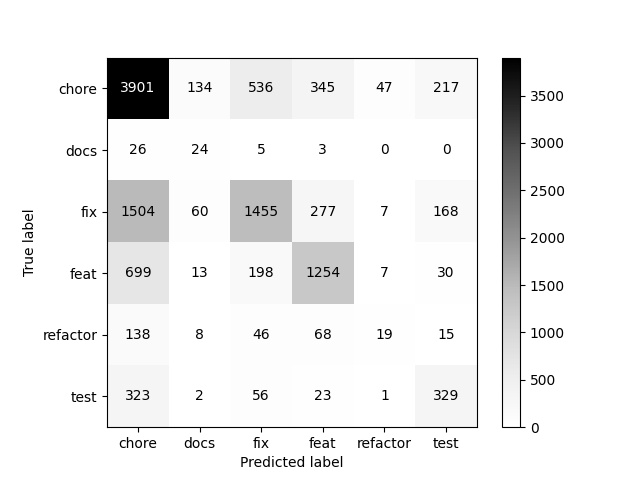 chore 3901 134 536 345 47 217
docs 26 24 5 3 0 0
fix 1504 60 1455 277 7 168
feat 699 13 198 1254 7 30
refactor 138 8 46 68 19 15
test 323 2 56 23 1 329
chore docs fix feat refactor test
Predicted label
True label
3500
3000
2500
2000
1500
1000
500
0